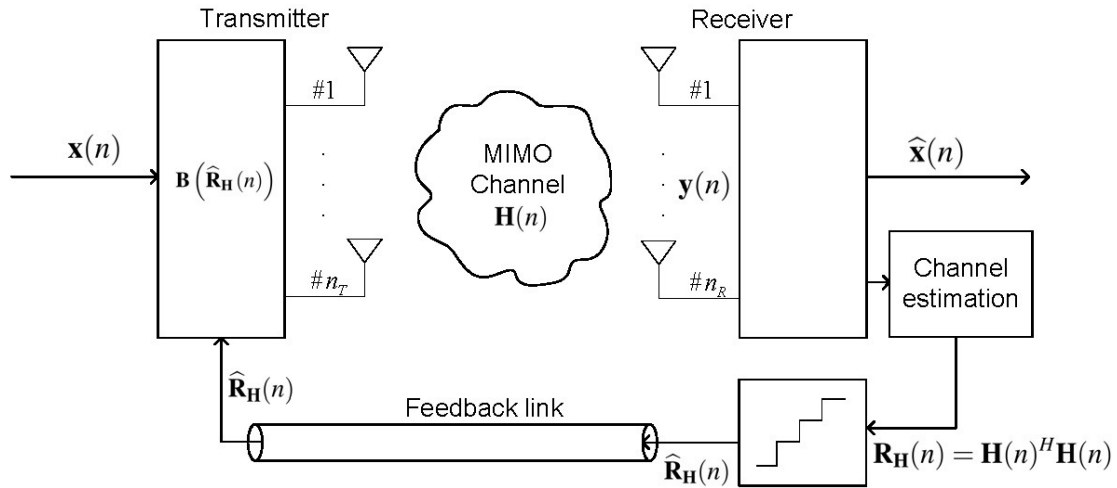 Transmitter
Receiver
#1
#1
x(n)
B(R̂_H(n))
MIMO
Channel
H(n)
y(n)
x̂(n)
#n_T
#n_R
Channel
estimation
R̂_H(n)
Feedback link
R̂_H(n)
R_H(n) = H(n)^H H(n)